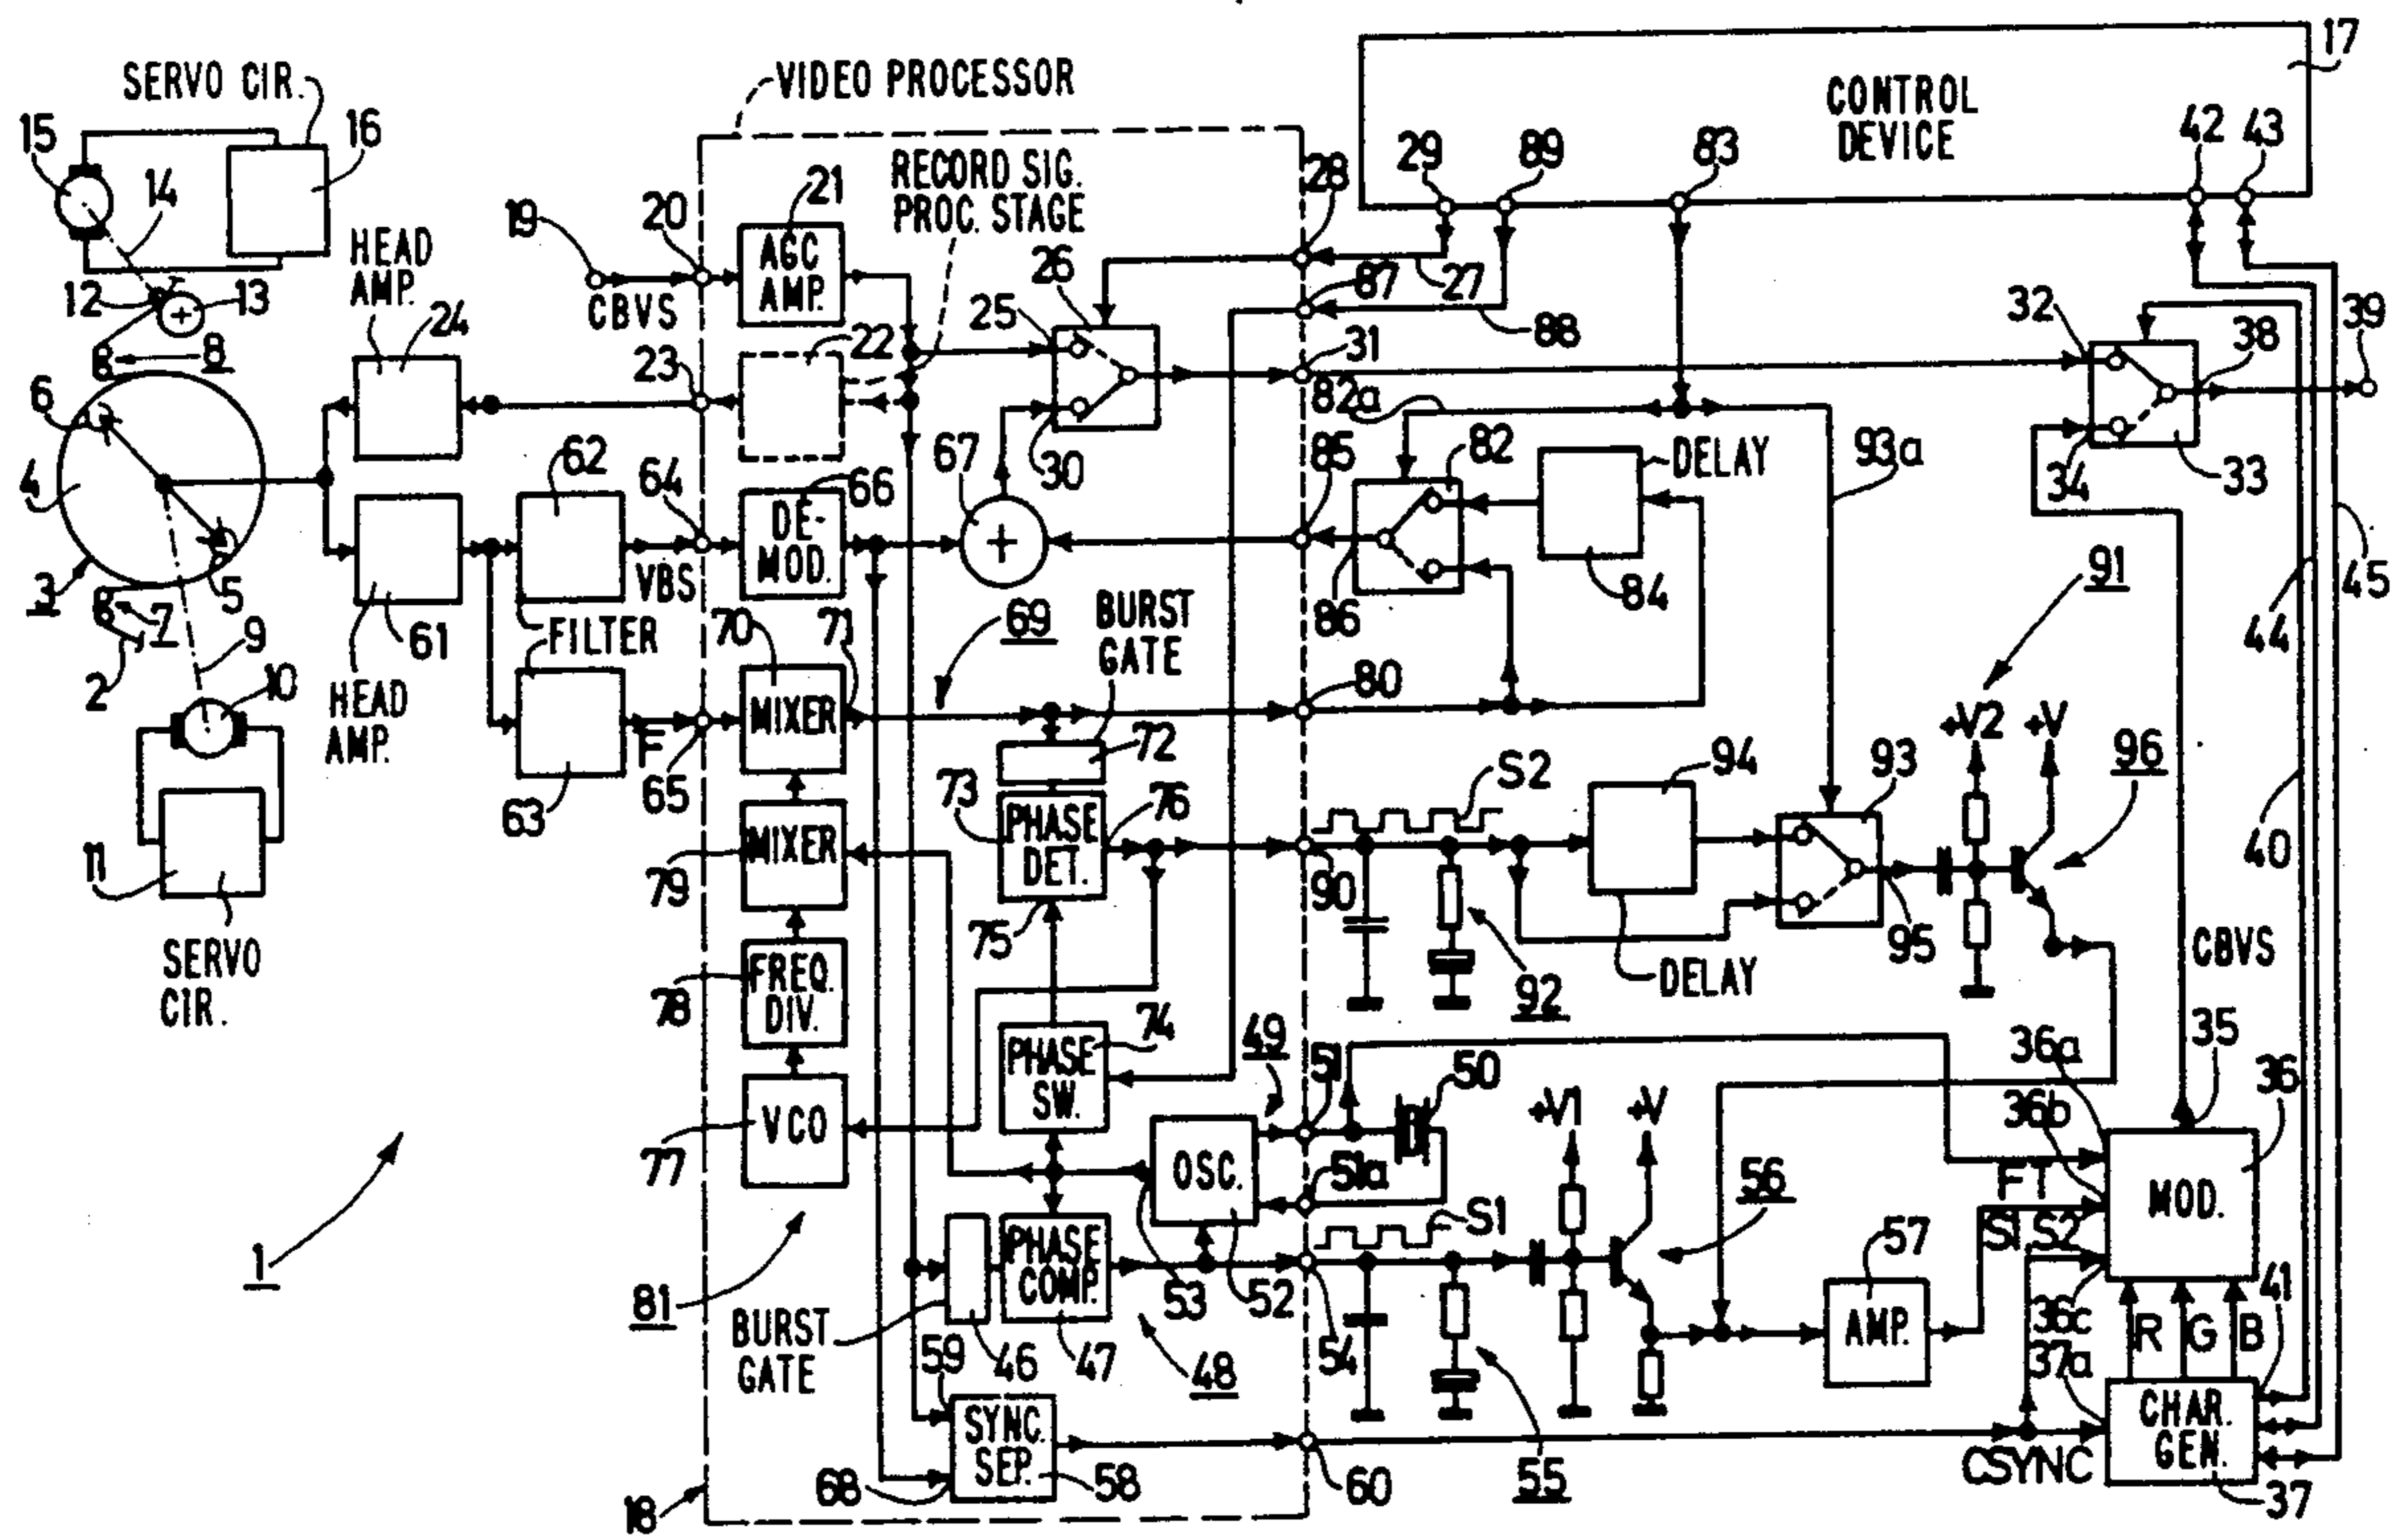 SERVO CIR.
15
16
14
12
13
HEAD
AMP.
24
8
6
4
3
7
5
2
9
10
11
SERVO
CIR.
1
61
HEAD
AMP.
62
FILTER
63
VIDEO PROCESSOR
19
CBVS
20
21
AGC
AMP.
RECORD SIG.
PROC. STAGE
22
23
25
26
28
27
87
88
31
30
64
VBS
66
DE-
MOD.
67
85
F
65
70
71
MIXER
69
BURST
GATE
72
80
73
PHASE
DET.
76
75
79
MIXER
78
FREQ.
DIV.
77
VCO
74
PHASE
SW.
81
BURST
GATE
46
PHASE
COMP.
47
48
49
OSC.
53
52
51
51a
50
54
59
SYNC.
SEP.
68
58
60
18
CONTROL
DEVICE
17
29
89
83
42
43
82a
82
86
DELAY
84
93a
32
38
39
34
33
44
45
40
91
S2
90
92
94
DELAY
93
95
+V2
+V
96
CBVS
S1
55
+V1
+V
56
57
AMP.
36a
36b
35
36
FT
S1,S2
MOD.
36c
37a
R
G
B
41
CSYNC
CHAR.
GEN.
37